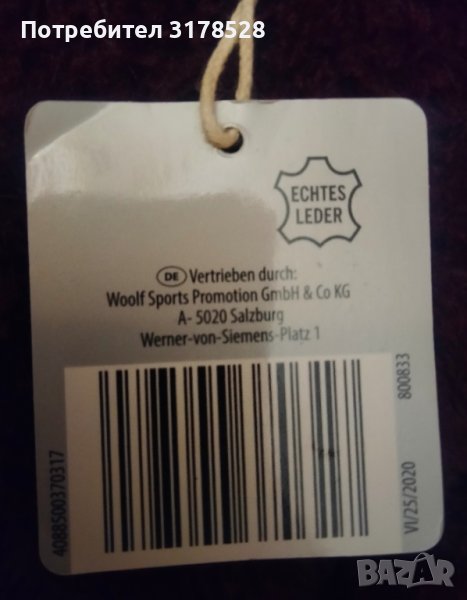 Потребител 3178528
ECHTES
LEDER
DE Vertrieben durch:
Woolf Sports Promotion GmbH & Co KG
A- 5020 Salzburg
Werner-von-Siemens-Platz 1
4088500370317
800833
VI/25/2020
BAZAR